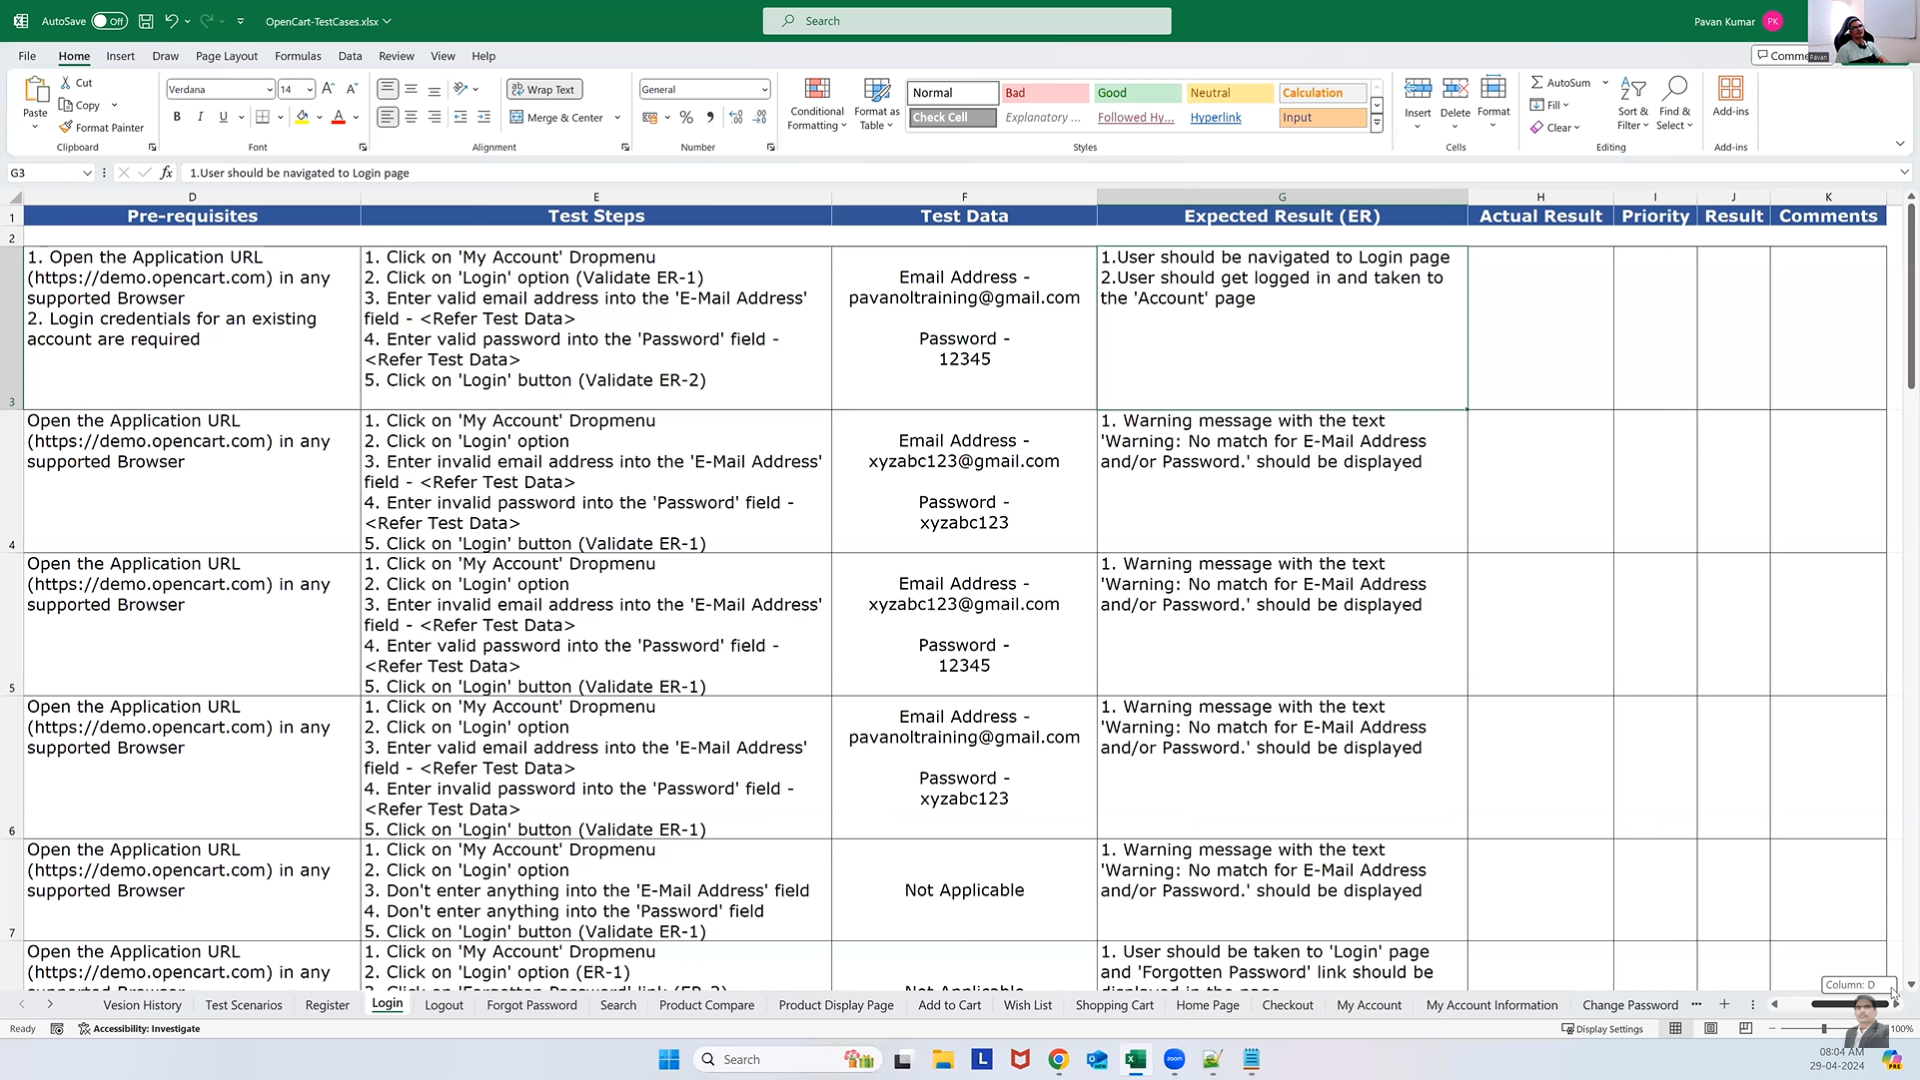 AutoSave Off OpenCart-TestCases.xlsx Search Pavan Kumar PK
File Home Insert Draw Page Layout Formulas Data Review View Help Comme
Pavan
Cut
Copy
Format Painter
Paste
Clipboard
Verdana 14
B I U
Font
Wrap Text
Merge & Center
Alignment
General
Number
Conditional
Formatting
Format as
Table
Normal Bad Good Neutral Calculation
Check Cell Explanatory ... Followed Hy... Hyperlink Input
Styles
Insert Delete Format
Cells
AutoSum
Fill
Clear
Sort &
Filter
Find &
Select
Editing
Add-ins
Add-ins
G3 fx 1.User should be navigated to Login page
D E F G H I J K
1 Pre-requisites Test Steps Test Data Expected Result (ER) Actual Result Priority Result Comments
2
3
1. Open the Application URL
(https://demo.opencart.com) in any
supported Browser
2. Login credentials for an existing
account are required
1. Click on 'My Account' Dropmenu
2. Click on 'Login' option (Validate ER-1)
3. Enter valid email address into the 'E-Mail Address'
field - <Refer Test Data>
4. Enter valid password into the 'Password' field -
<Refer Test Data>
5. Click on 'Login' button (Validate ER-2)
Email Address -
pavanoltraining@gmail.com
Password -
12345
1.User should be navigated to Login page
2.User should get logged in and taken to
the 'Account' page
4
Open the Application URL
(https://demo.opencart.com) in any
supported Browser
1. Click on 'My Account' Dropmenu
2. Click on 'Login' option
3. Enter invalid email address into the 'E-Mail Address'
field - <Refer Test Data>
4. Enter invalid password into the 'Password' field -
<Refer Test Data>
5. Click on 'Login' button (Validate ER-1)
Email Address -
xyzabc123@gmail.com
Password -
xyzabc123
1. Warning message with the text
'Warning: No match for E-Mail Address
and/or Password.' should be displayed
5
Open the Application URL
(https://demo.opencart.com) in any
supported Browser
1. Click on 'My Account' Dropmenu
2. Click on 'Login' option
3. Enter invalid email address into the 'E-Mail Address'
field - <Refer Test Data>
4. Enter valid password into the 'Password' field -
<Refer Test Data>
5. Click on 'Login' button (Validate ER-1)
Email Address -
xyzabc123@gmail.com
Password -
12345
1. Warning message with the text
'Warning: No match for E-Mail Address
and/or Password.' should be displayed
6
Open the Application URL
(https://demo.opencart.com) in any
supported Browser
1. Click on 'My Account' Dropmenu
2. Click on 'Login' option
3. Enter valid email address into the 'E-Mail Address'
field - <Refer Test Data>
4. Enter invalid password into the 'Password' field -
<Refer Test Data>
5. Click on 'Login' button (Validate ER-1)
Email Address -
pavanoltraining@gmail.com
Password -
xyzabc123
1. Warning message with the text
'Warning: No match for E-Mail Address
and/or Password.' should be displayed
7
Open the Application URL
(https://demo.opencart.com) in any
supported Browser
1. Click on 'My Account' Dropmenu
2. Click on 'Login' option
3. Don't enter anything into the 'E-Mail Address' field
4. Don't enter anything into the 'Password' field
5. Click on 'Login' button (Validate ER-1)
Not Applicable
1. Warning message with the text
'Warning: No match for E-Mail Address
and/or Password.' should be displayed
Open the Application URL
(https://demo.opencart.com) in any
1. Click on 'My Account' Dropmenu
2. Click on 'Login' option (ER-1)
1. User should be taken to 'Login' page
and 'Forgotten Password' link should be
Column: D
Vesion History Test Scenarios Register Login Logout Forgot Password Search Product Compare Product Display Page Add to Cart Wish List Shopping Cart Home Page Checkout My Account My Account Information Change Password
Ready Accessibility: Investigate Display Settings 100%
Search
08:04 AM
29-04-2024